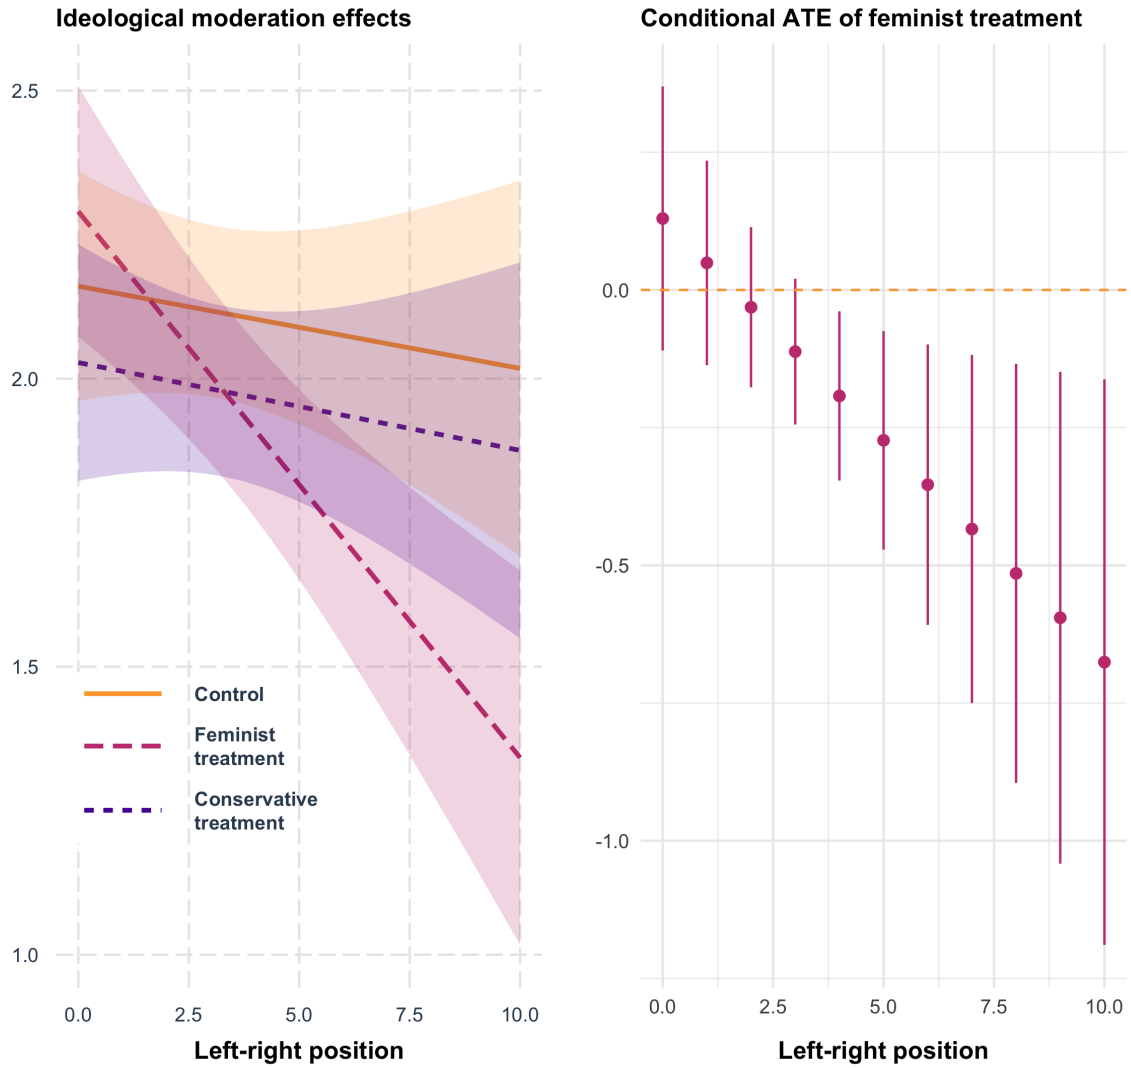 Ideological moderation effects
2.5
2.0
1.5
1.0
Control
Feminist
treatment
Conservative
treatment
0.0
2.5
5.0
7.5
10.0
Left-right position
Conditional ATE of feminist treatment
0.0
-0.5
-1.0
0.0
2.5
5.0
7.5
10.0
Left-right position